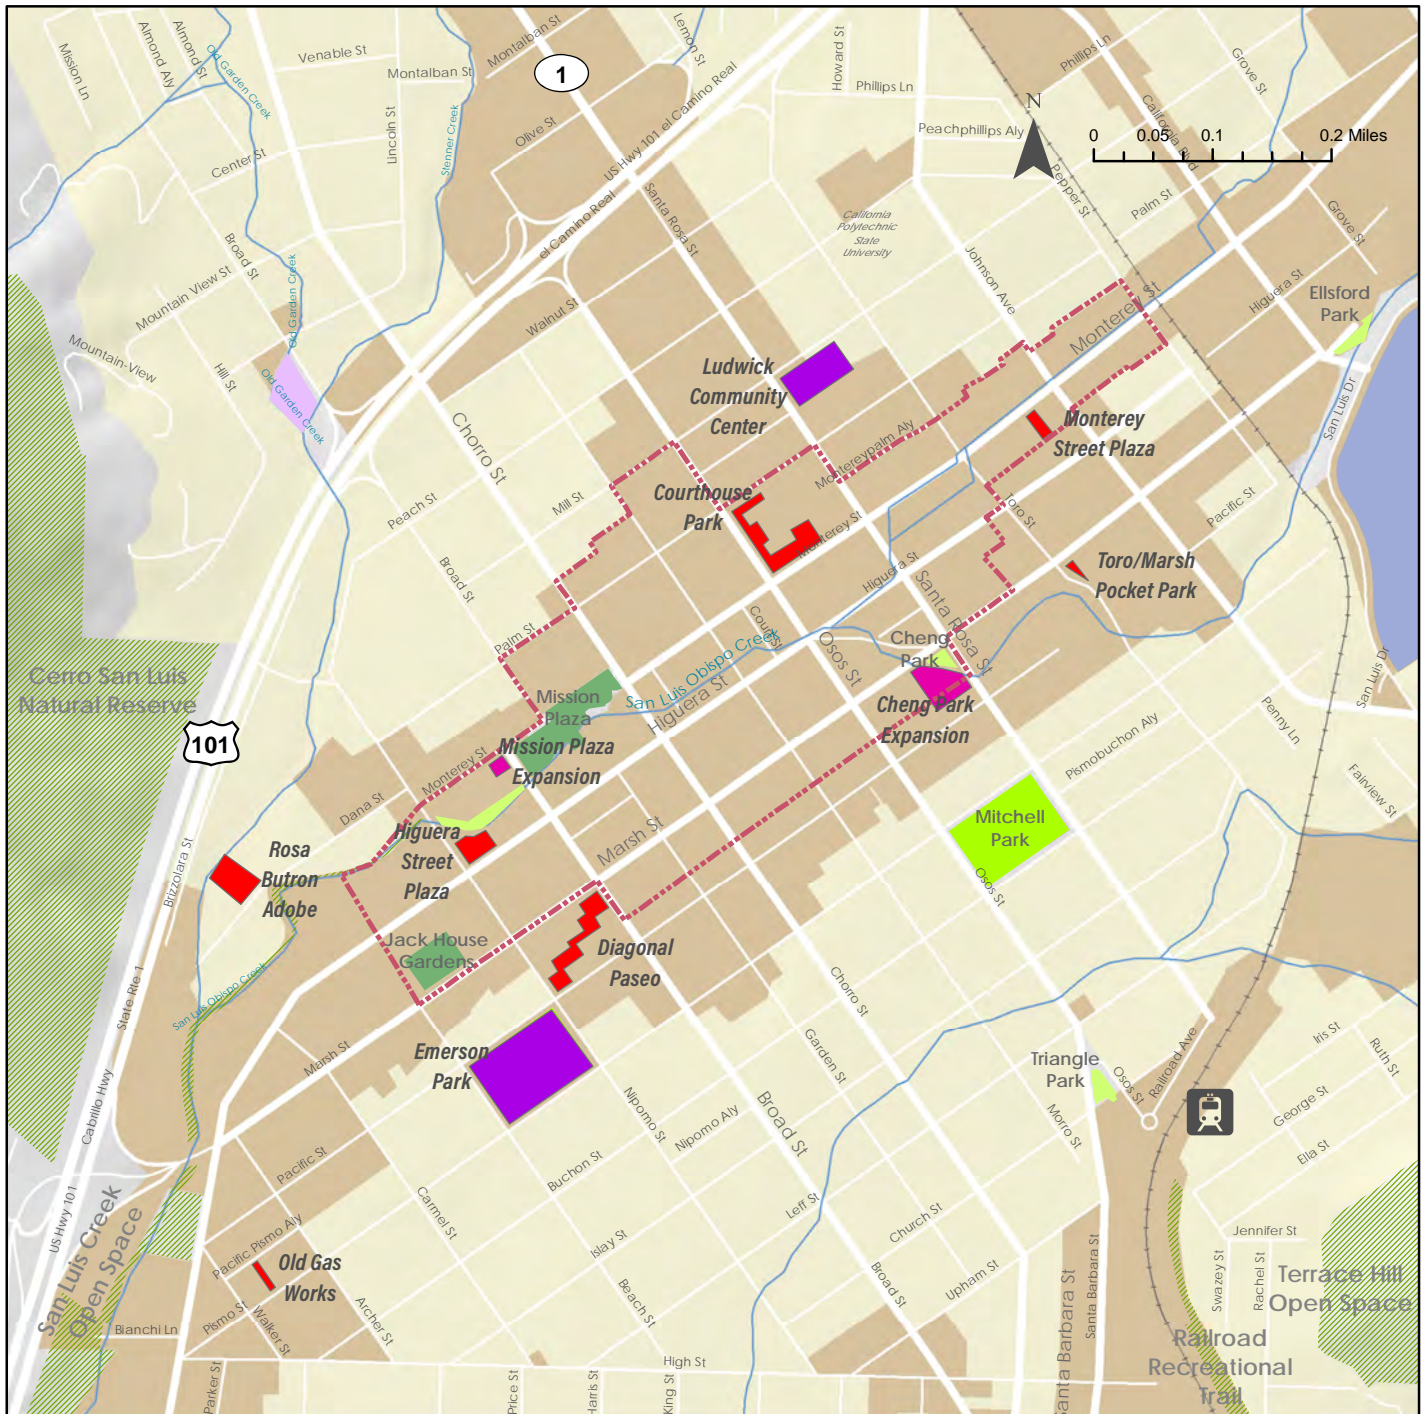 Mission Ln
Almond Aly
Almond St
Old Garden Creek
Venable St
Montalban St
Montalban St
Lemon St
1
Howard St
Phillips Ln
Phillips Ln
Grove St
California Blvd
Peachphillips Aly
N
0 0.05 0.1 0.2 Miles
Center St
Lincoln St
Stenner Creek
Olive St
US Hwy 101 el Camino Real
el Camino Real
Santa Rosa St
Pepper St
Palm St
Grove St
California
Polytechnic
State
University
Johnson Ave
Broad St
Mountain View St
Old Garden Creek
Walnut St
Higuera St
Ellsford
Park
Monterey St
Mountain-View
Hill St
Old Garden Creek
Ludwick
Community
Center
San Luis Dr
Chorro St
Montereypalm Aly
Monterey
Street Plaza
Peach St
Mill St
Courthouse
Park
Monterey St
Toro St
Pacific St
Broad St
Higuera St
Toro/Marsh
Pocket Park
Palm St
Court St
Santa Rosa St
Osos St
Cheng
Park
San Luis Obispo Creek
Higuera St
San Luis Dr
Cerro San Luis
Natural Reserve
101
Mission
Plaza
Mission Plaza
Expansion
Cheng Park
Expansion
Penny Ln
Pismobuchon Aly
Monterey St
Dana St
Fairview St
Mitchell
Park
Higuera
Street
Plaza
Marsh St
Brizzolara St
Rosa
Butron
Adobe
Osos St
Jack House
Gardens
Diagonal
Paseo
State Rte 1
San Luis Obispo Creek
Chorro St
Marsh St
Emerson
Park
Garden St
Triangle
Park
Osos St
Railroad Ave
Iris St
Ruth St
Cabrillo Hwy
Nipomo St
Nipomo Aly
Broad St
Morro St
George St
Ella St
Pacific St
Buchon St
Carmel St
Leff St
Church St
US Hwy 101
San Luis Creek
Open Space
Pacific Pismo Aly
Islay St
Jennifer St
Old Gas
Works
Beach St
Broad St
Upham St
Santa Barbara St
Santa Barbara St
Swazey St
Rachel St
Terrace Hill
Open Space
Bianchi Ln
Pismo St
Walker St
Archer St
Railroad
Recreational
Trail
High St
Parker St
Price St
Harris St
King St